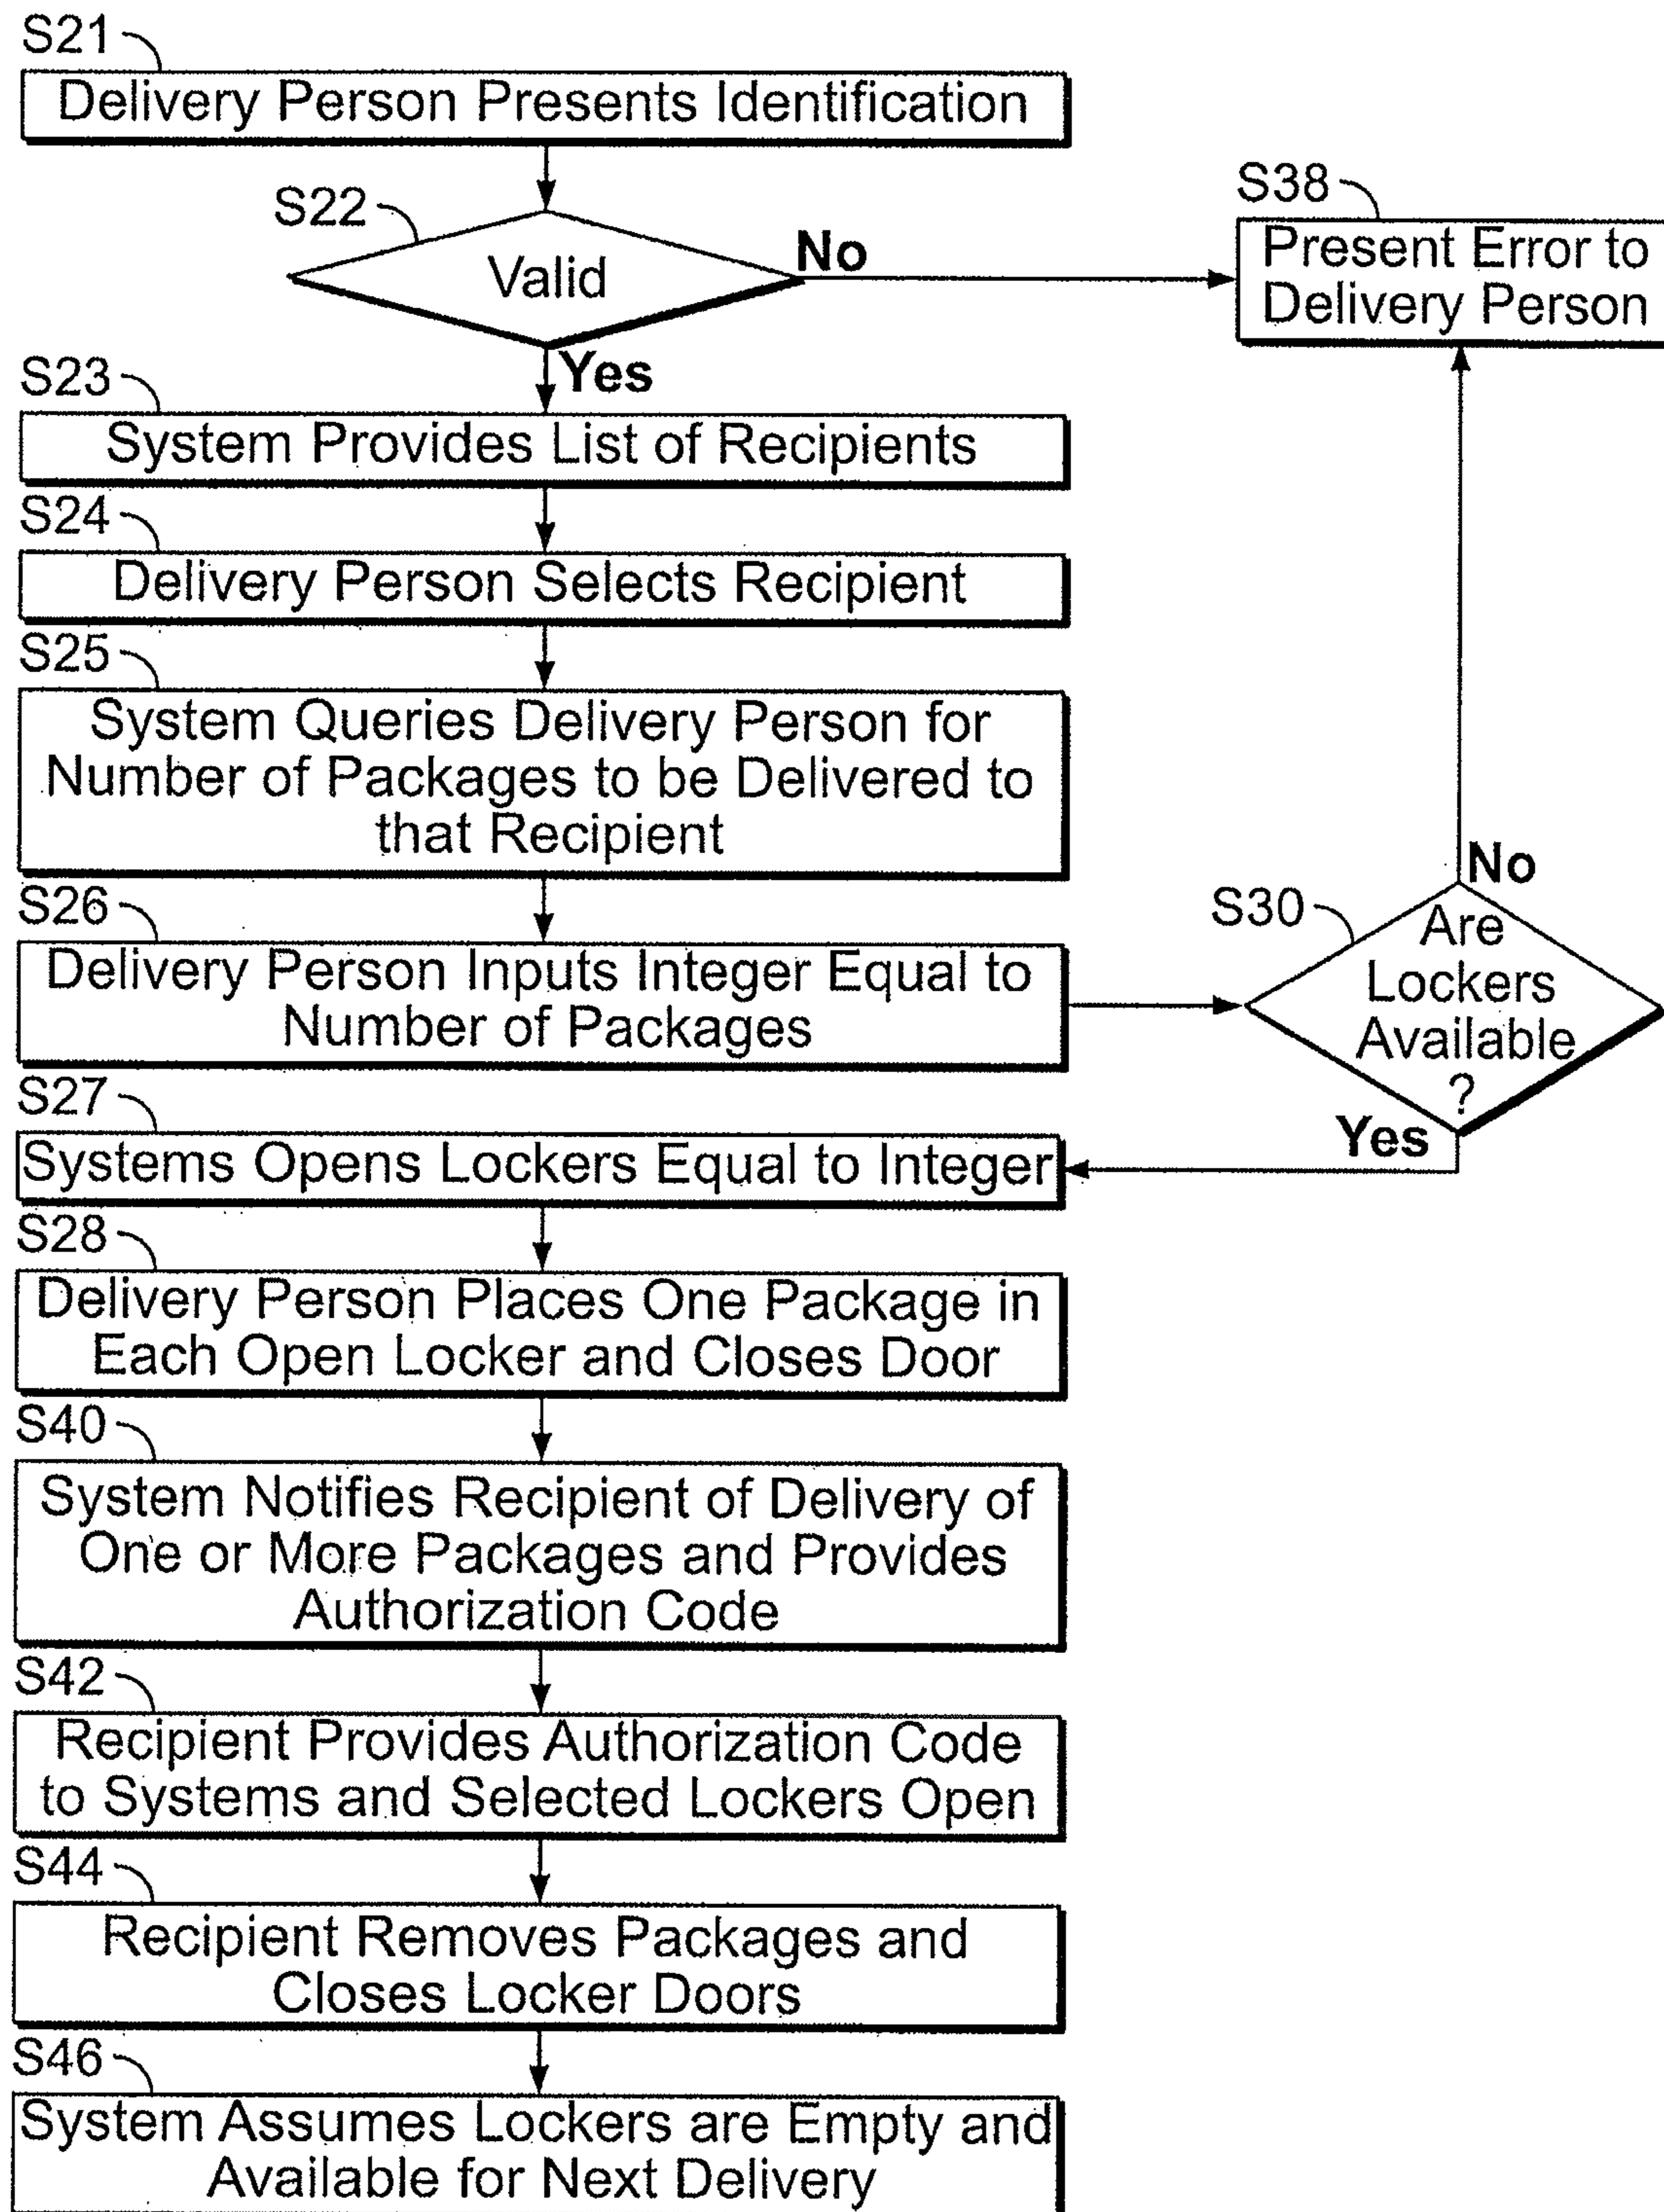 S21
Delivery Person Presents Identification
S22
Valid
No
S38
Present Error to
Delivery Person
Yes
S23
System Provides List of Recipients
S24
Delivery Person Selects Recipient
S25
System Queries Delivery Person for
Number of Packages to be Delivered to
that Recipient
S26
Delivery Person Inputs Integer Equal to
Number of Packages
S30
No
Are
Lockers
Available
?
Yes
S27
Systems Opens Lockers Equal to Integer
S28
Delivery Person Places One Package in
Each Open Locker and Closes Door
S40
System Notifies Recipient of Delivery of
One or More Packages and Provides
Authorization Code
S42
Recipient Provides Authorization Code
to Systems and Selected Lockers Open
S44
Recipient Removes Packages and
Closes Locker Doors
S46
System Assumes Lockers are Empty and
Available for Next Delivery